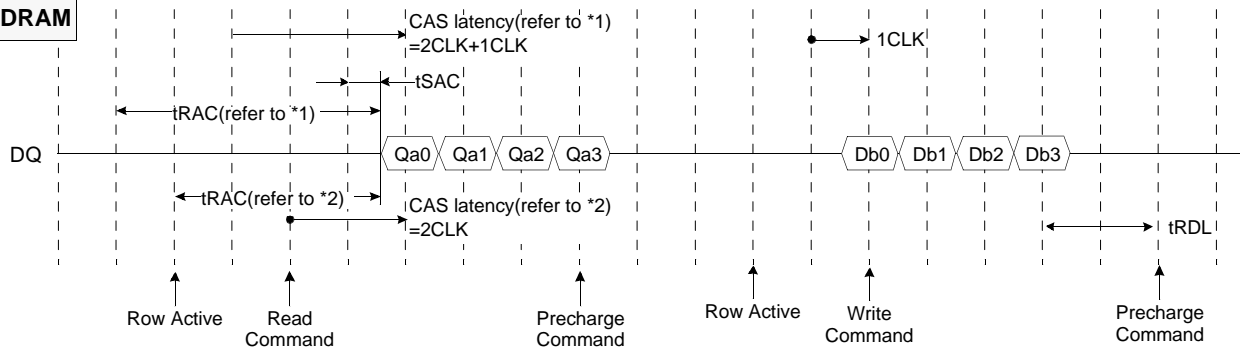 DRAM
CAS latency(refer to *1)
=2CLK+1CLK
1CLK
tSAC
tRAC(refer to *1)
DQ
Qa0 Qa1 Qa2 Qa3
Db0 Db1 Db2 Db3
tRAC(refer to *2)
CAS latency(refer to *2)
=2CLK
tRDL
Row Active
Read
Command
Precharge
Command
Row Active
Write
Command
Precharge
Command